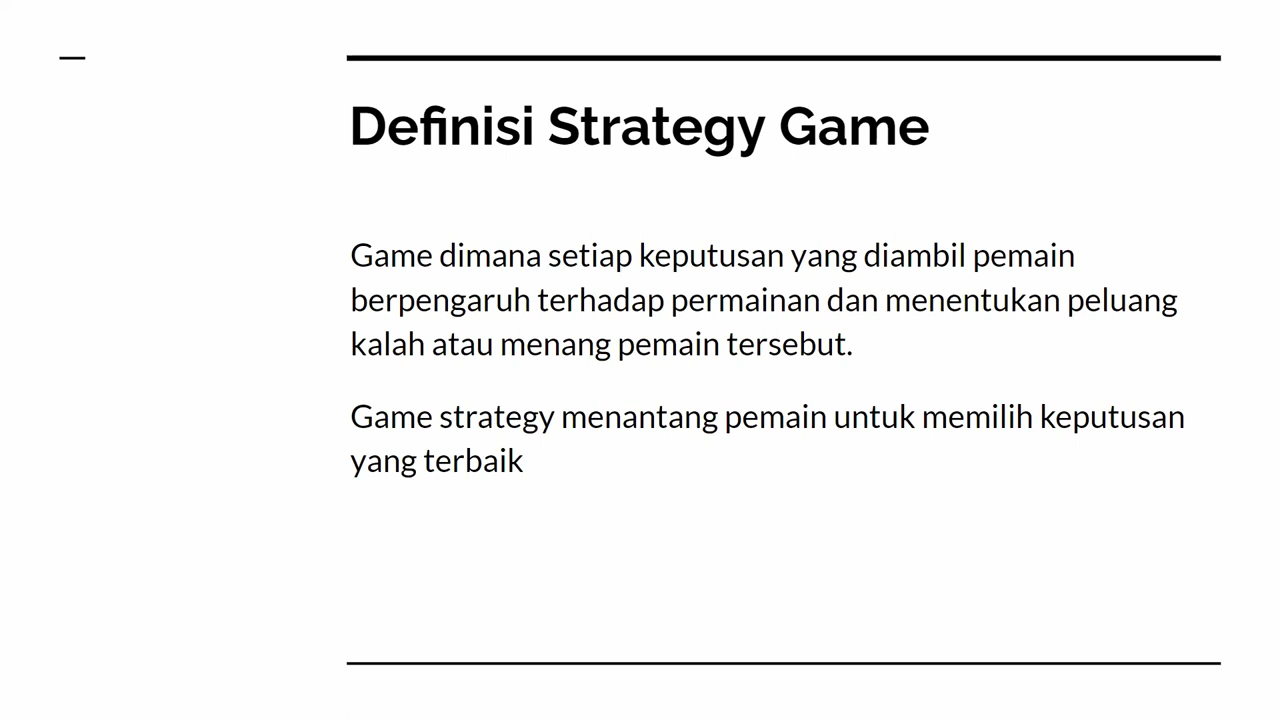 Definisi Strategy Game
Game dimana setiap keputusan yang diambil pemain
berpengaruh terhadap permainan dan menentukan peluang
kalah atau menang pemain tersebut.
Game strategy menantang pemain untuk memilih keputusan
yang terbaik